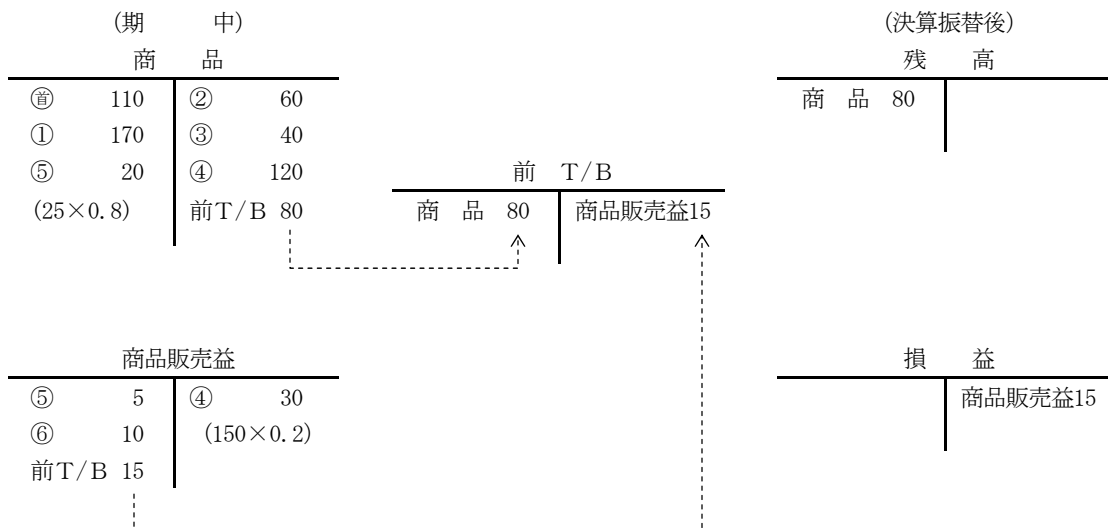 (期　　　中)
商　　品
㊠ 110 ② 60
① 170 ③ 40
⑤ 20 ④ 120
(25×0.8) 前T/B 80
前　T/B
商　品 80 商品販売益15
(決算振替後)
残　　高
商　品 80
商品販売益
⑤ 5 ④ 30
⑥ 10 (150×0.2)
前T/B 15
損　　益
商品販売益15